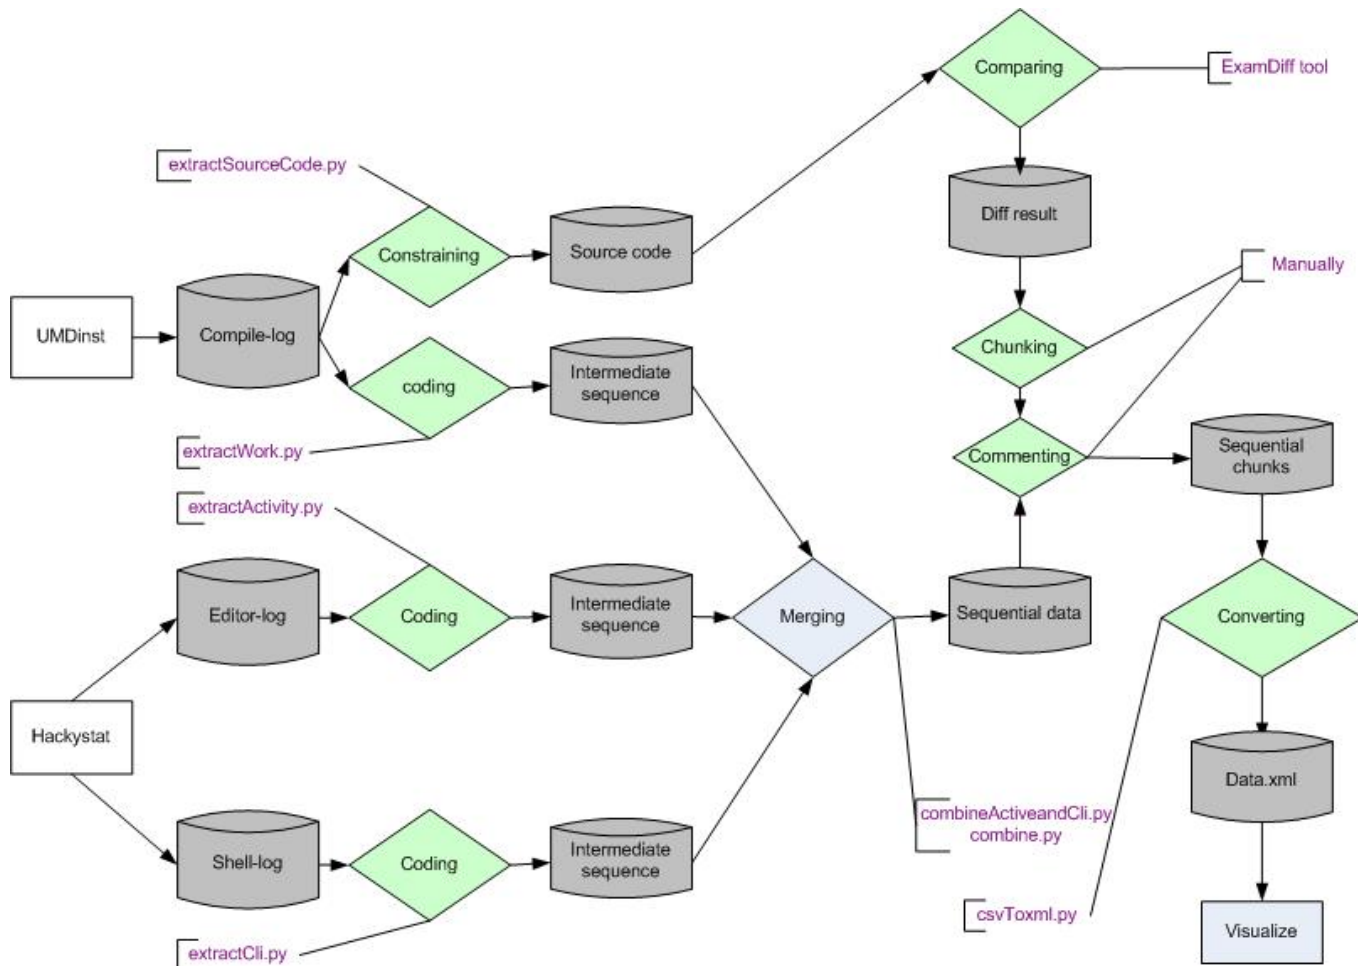 Comparing
ExamDiff tool
extractSourceCode.py
Diff result
Constraining
Source code
Manually
UMDinst
Compile-log
Chunking
coding
Intermediate
sequence
extractWork.py
Commenting
Sequential
chunks
extractActivity.py
Editor-log
Coding
Intermediate
sequence
Merging
Sequential data
Converting
Hackystat
Data.xml
combineActiveandCli.py
combine.py
Shell-log
Coding
Intermediate
sequence
csvToxml.py
Visualize
extractCli.py